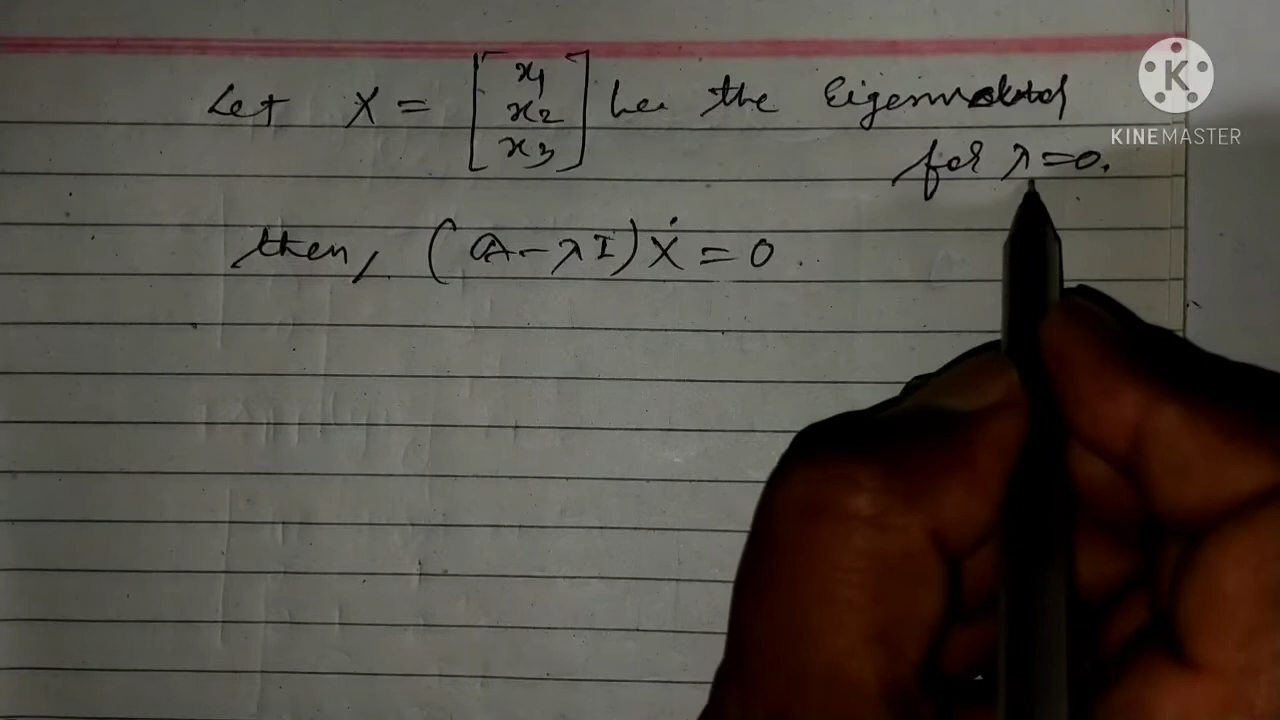 Let X = [x1 x2 x3] be the Eigenvector
for λ=0.
then, (A-λI)X = 0.
K
KINEMASTER